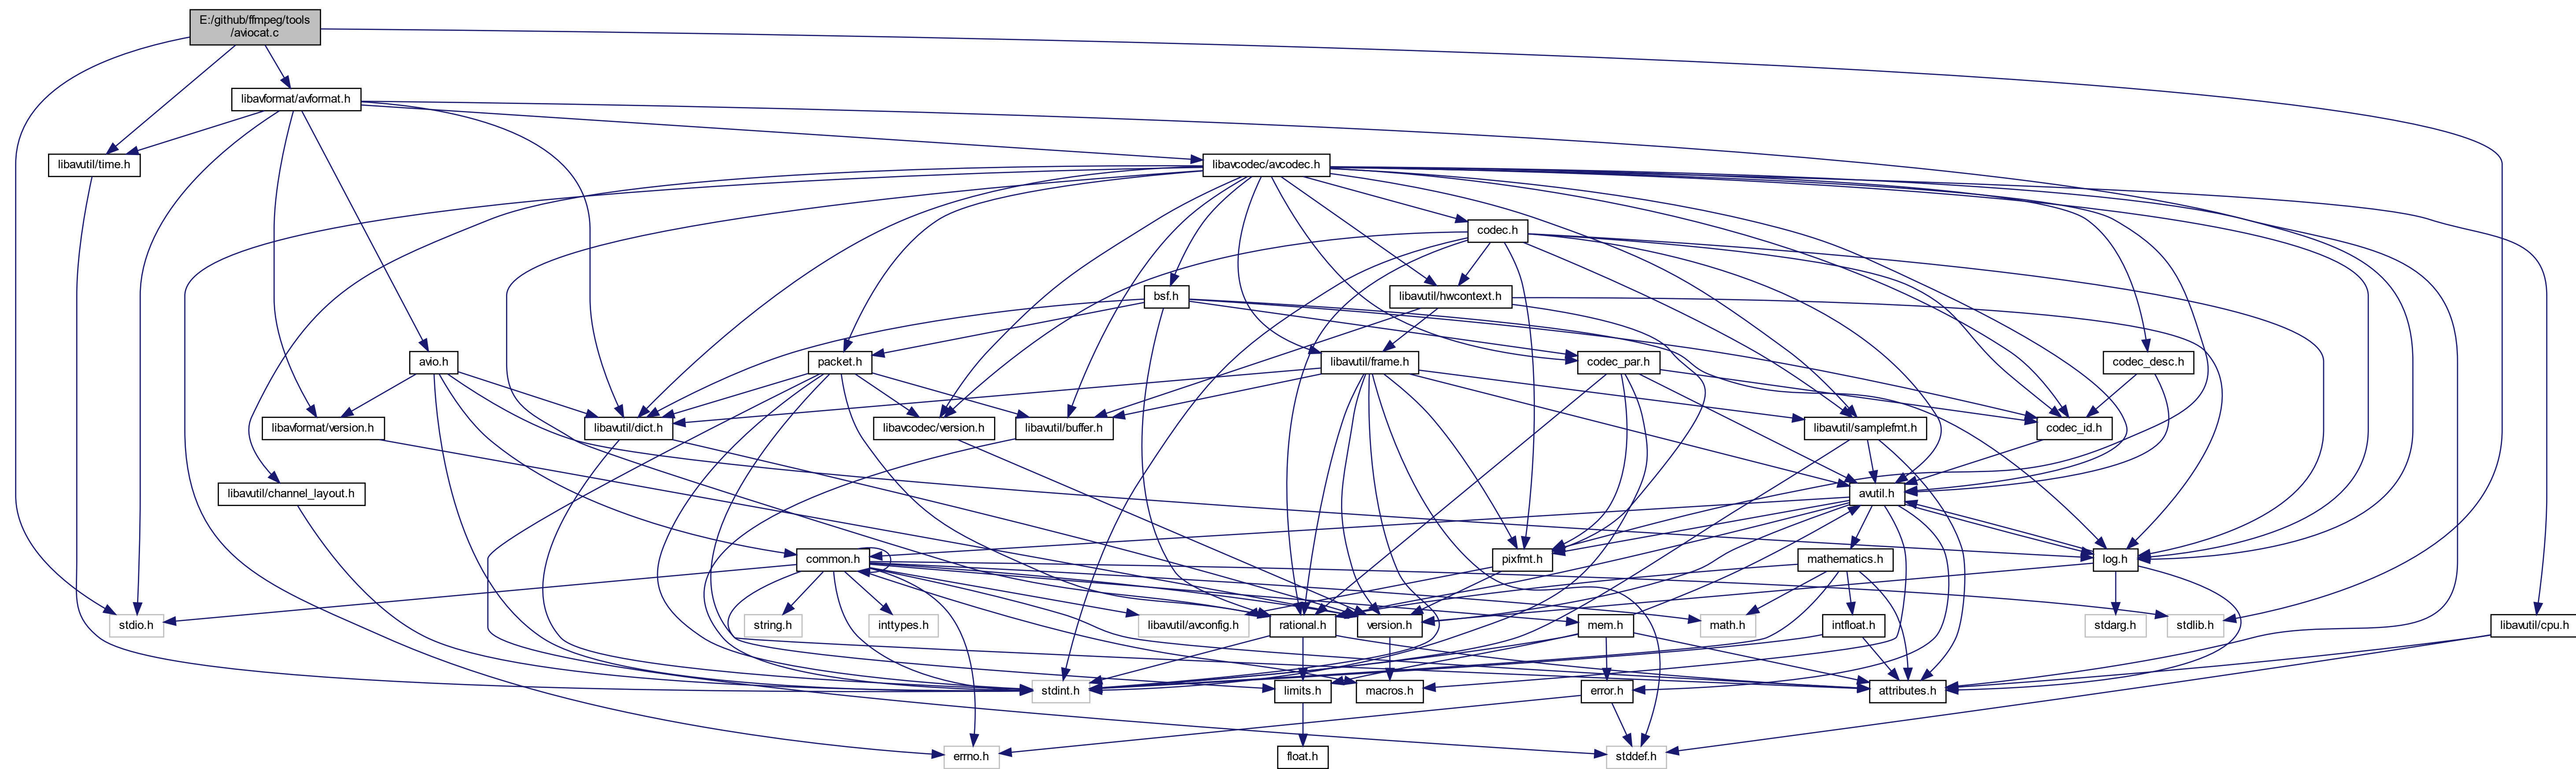 E:/github/ffmpeg/tools
/aviocat.c
libavformat/avformat.h
libavutil/time.h
libavcodec/avcodec.h
codec.h
bsf.h
libavutil/hwcontext.h
avio.h
packet.h
libavutil/frame.h
codec_par.h
codec_desc.h
libavformat/version.h
libavutil/dict.h
libavcodec/version.h
libavutil/buffer.h
libavutil/samplefmt.h
codec_id.h
libavutil/channel_layout.h
avutil.h
common.h
pixfmt.h
mathematics.h
log.h
stdio.h
string.h
inttypes.h
libavutil/avconfig.h
rational.h
version.h
mem.h
math.h
intfloat.h
stdarg.h
stdlib.h
libavutil/cpu.h
stdint.h
limits.h
macros.h
error.h
attributes.h
errno.h
float.h
stddef.h